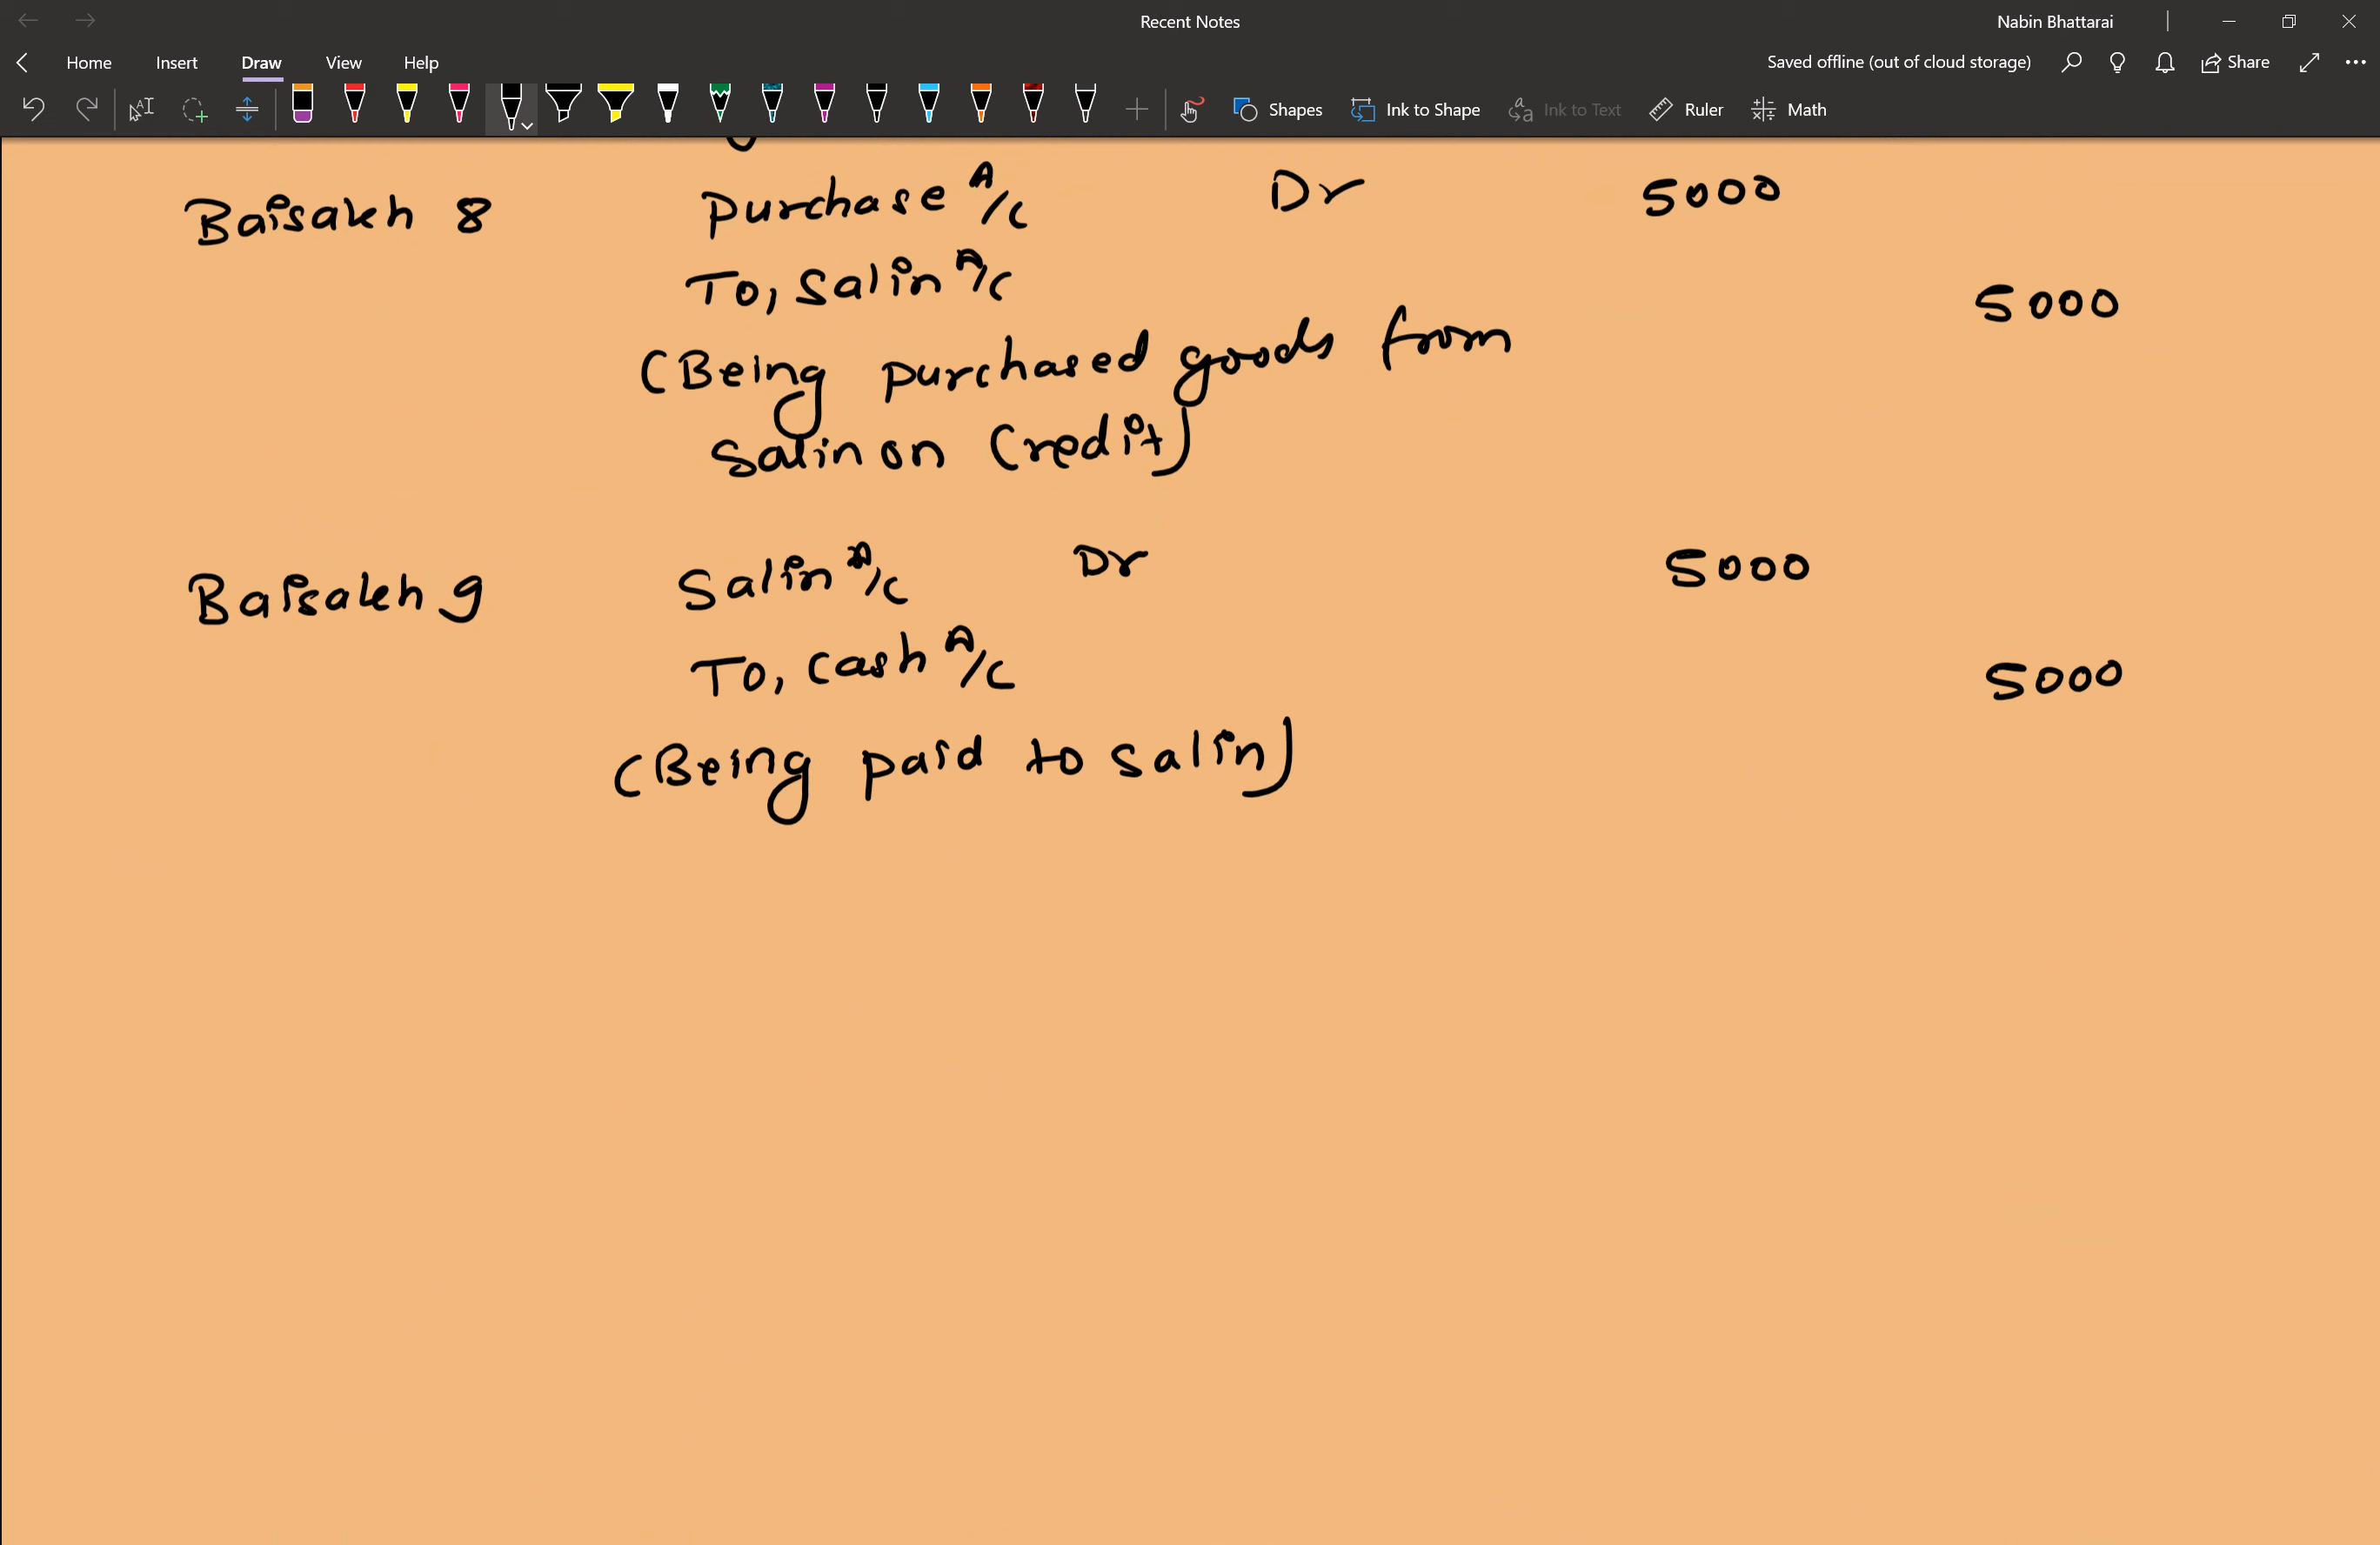 Recent Notes
Nabin Bhattarai
Home Insert Draw View Help
Saved offline (out of cloud storage) Share
Shapes Ink to Shape Ink to Text Ruler Math
Baisakh 8 Purchase A/c Dr 5000
To, Salin A/c 5000
(Being purchased goods from
Salin on Credit)
Baisakh 9 Salin A/c Dr 5000
To, Cash A/c 5000
(Being paid to Salin)